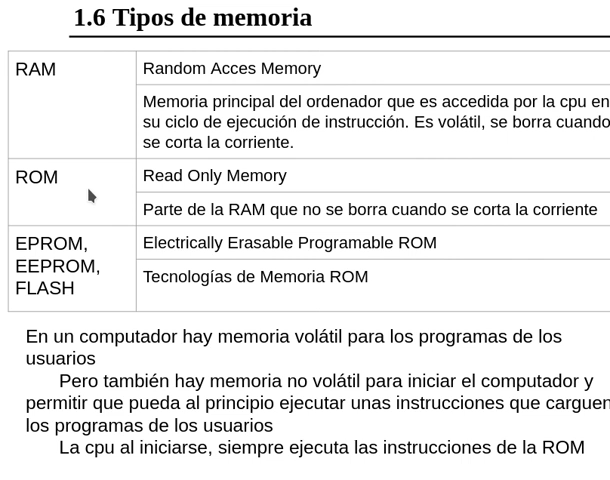 1.6 Tipos de memoria
RAM
Random Acces Memory
Memoria principal del ordenador que es accedida por la cpu en
su ciclo de ejecución de instrucción. Es volátil, se borra cuando
se corta la corriente.
ROM
Read Only Memory
Parte de la RAM que no se borra cuando se corta la corriente
EPROM,
EEPROM,
FLASH
Electrically Erasable Programable ROM
Tecnologías de Memoria ROM
En un computador hay memoria volátil para los programas de los
usuarios
Pero también hay memoria no volátil para iniciar el computador y
permitir que pueda al principio ejecutar unas instrucciones que carguen
los programas de los usuarios
La cpu al iniciarse, siempre ejecuta las instrucciones de la ROM